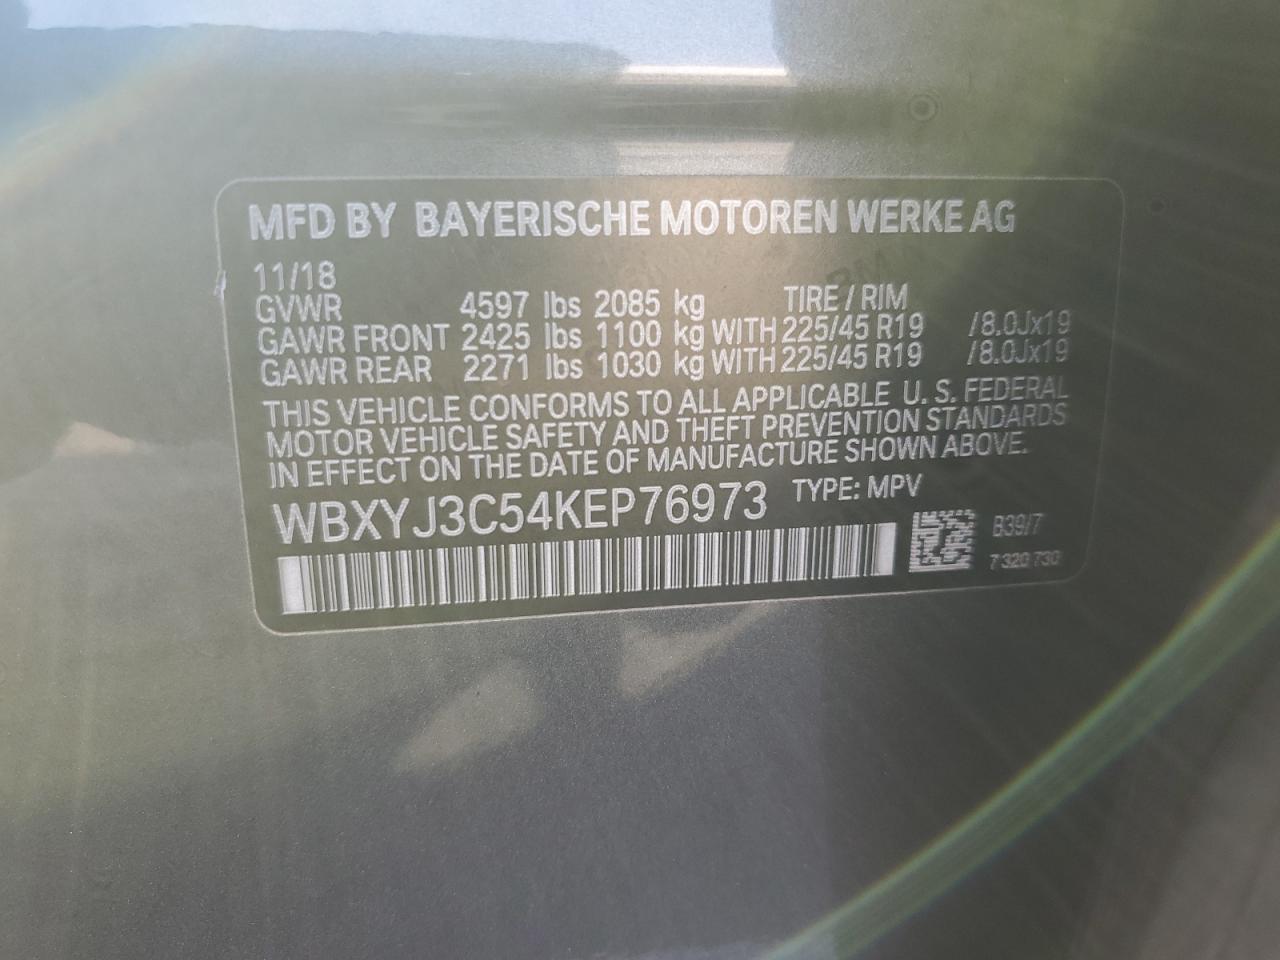 MFD BY BAYERISCHE MOTOREN WERKE AG
11/18
GVWR 4597 lbs 2085 kg TIRE / RIM
GAWR FRONT 2425 lbs 1100 kg WITH 225/45 R19 /8.0Jx19
GAWR REAR 2271 lbs 1030 kg WITH 225/45 R19 /8.0Jx19
THIS VEHICLE CONFORMS TO ALL APPLICABLE U. S. FEDERAL
MOTOR VEHICLE SAFETY AND THEFT PREVENTION STANDARDS
IN EFFECT ON THE DATE OF MANUFACTURE SHOWN ABOVE.
WBXYJ3C54KEP76973 TYPE: MPV
B39/7
7 320 730